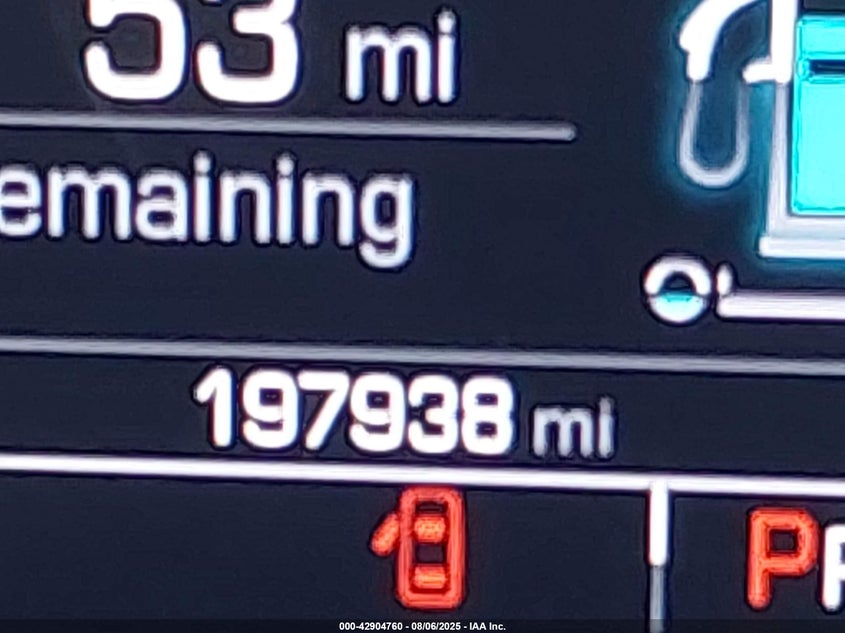 53 mi
emaining
197938 mi
P
000-42904760 - 08/06/2025 - IAA Inc.